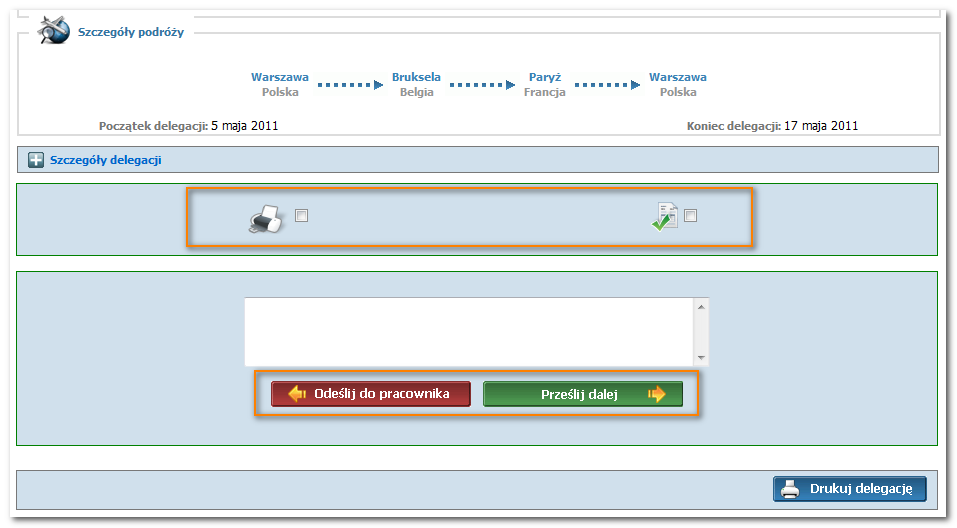 Szczegóły podróży
Warszawa Bruksela Paryż Warszawa
Polska Belgia Francja Polska
Początek delegacji: 5 maja 2011 Koniec delegacji: 17 maja 2011
Szczegóły delegacji
Odeślij do pracownika Prześlij dalej
Drukuj delegację